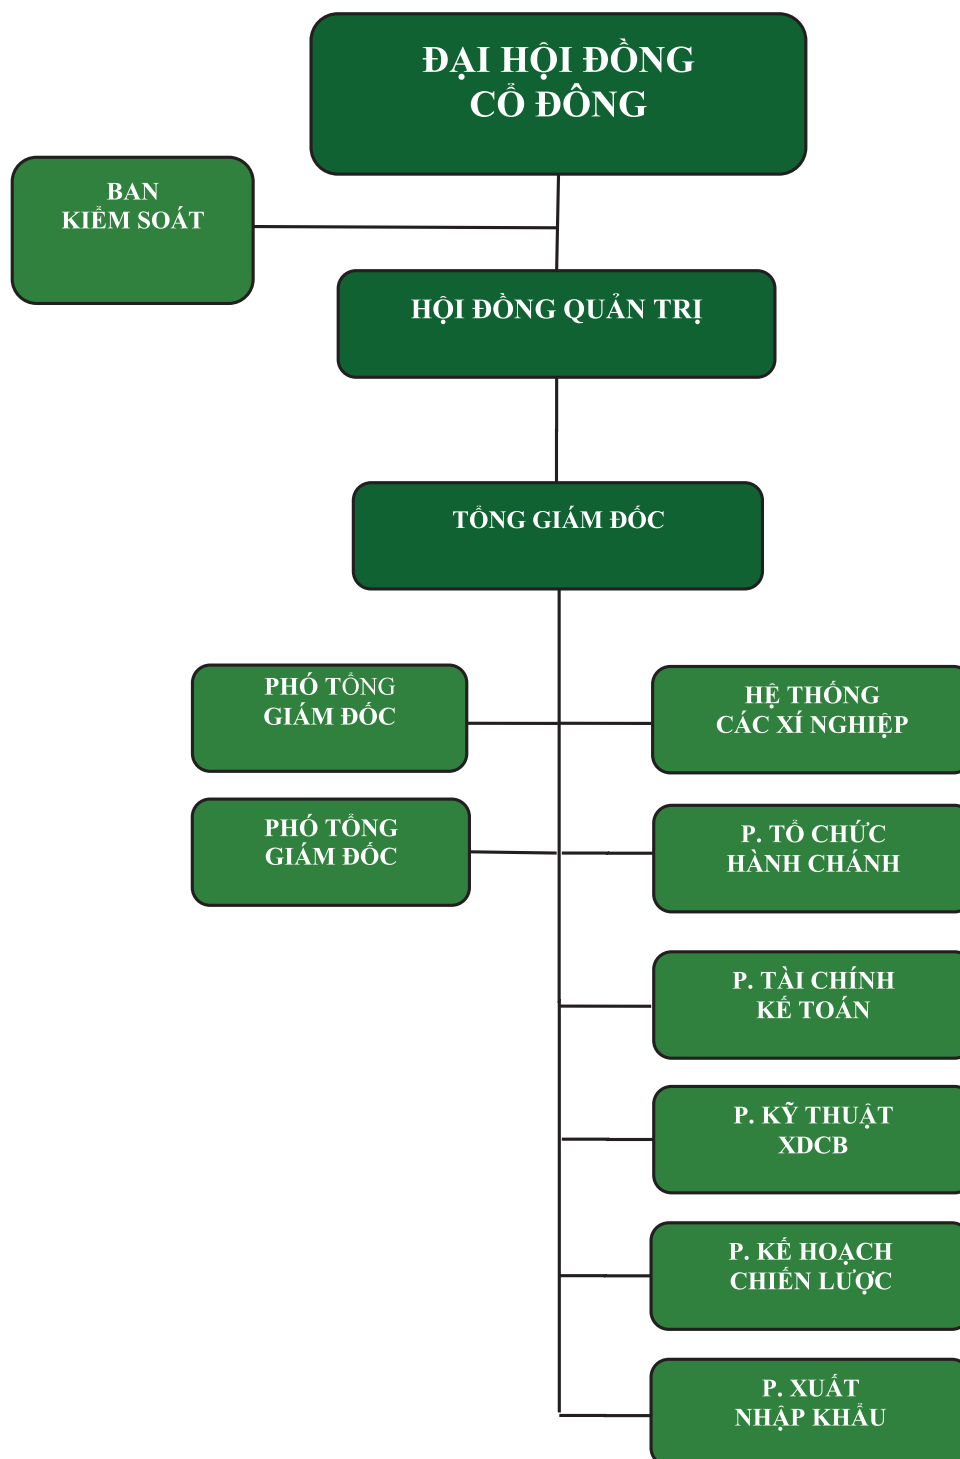 ĐẠI HỘI ĐỒNG
CỔ ĐÔNG
BAN
KIỂM SOÁT
HỘI ĐỒNG QUẢN TRỊ
TỔNG GIÁM ĐỐC
PHÓ TỔNG
GIÁM ĐỐC
HỆ THỐNG
CÁC XÍ NGHIỆP
PHÓ TỔNG
GIÁM ĐỐC
P. TỔ CHỨC
HÀNH CHÁNH
P. TÀI CHÍNH
KẾ TOÁN
P. KỸ THUẬT
XDCB
P. KẾ HOẠCH
CHIẾN LƯỢC
P. XUẤT
NHẬP KHẨU